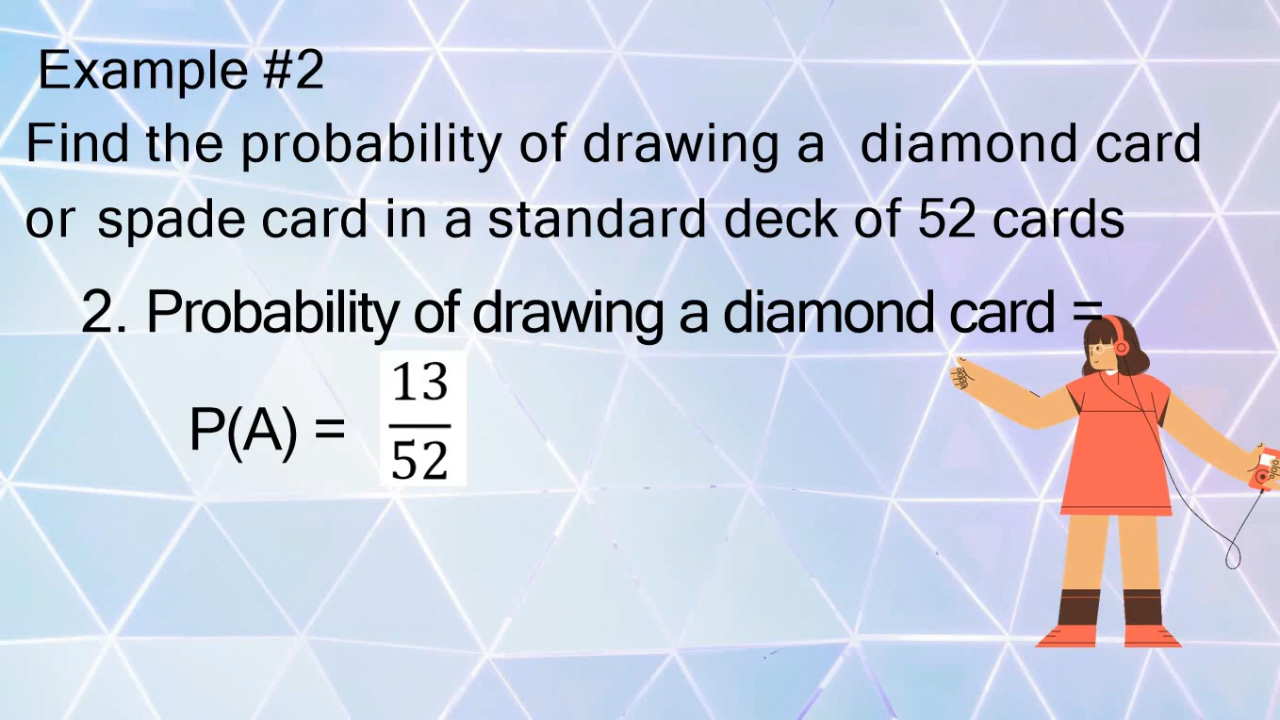 Example #2
Find the probability of drawing a diamond card
or spade card in a standard deck of 52 cards
2. Probability of drawing a diamond card =
P(A) = 13/52